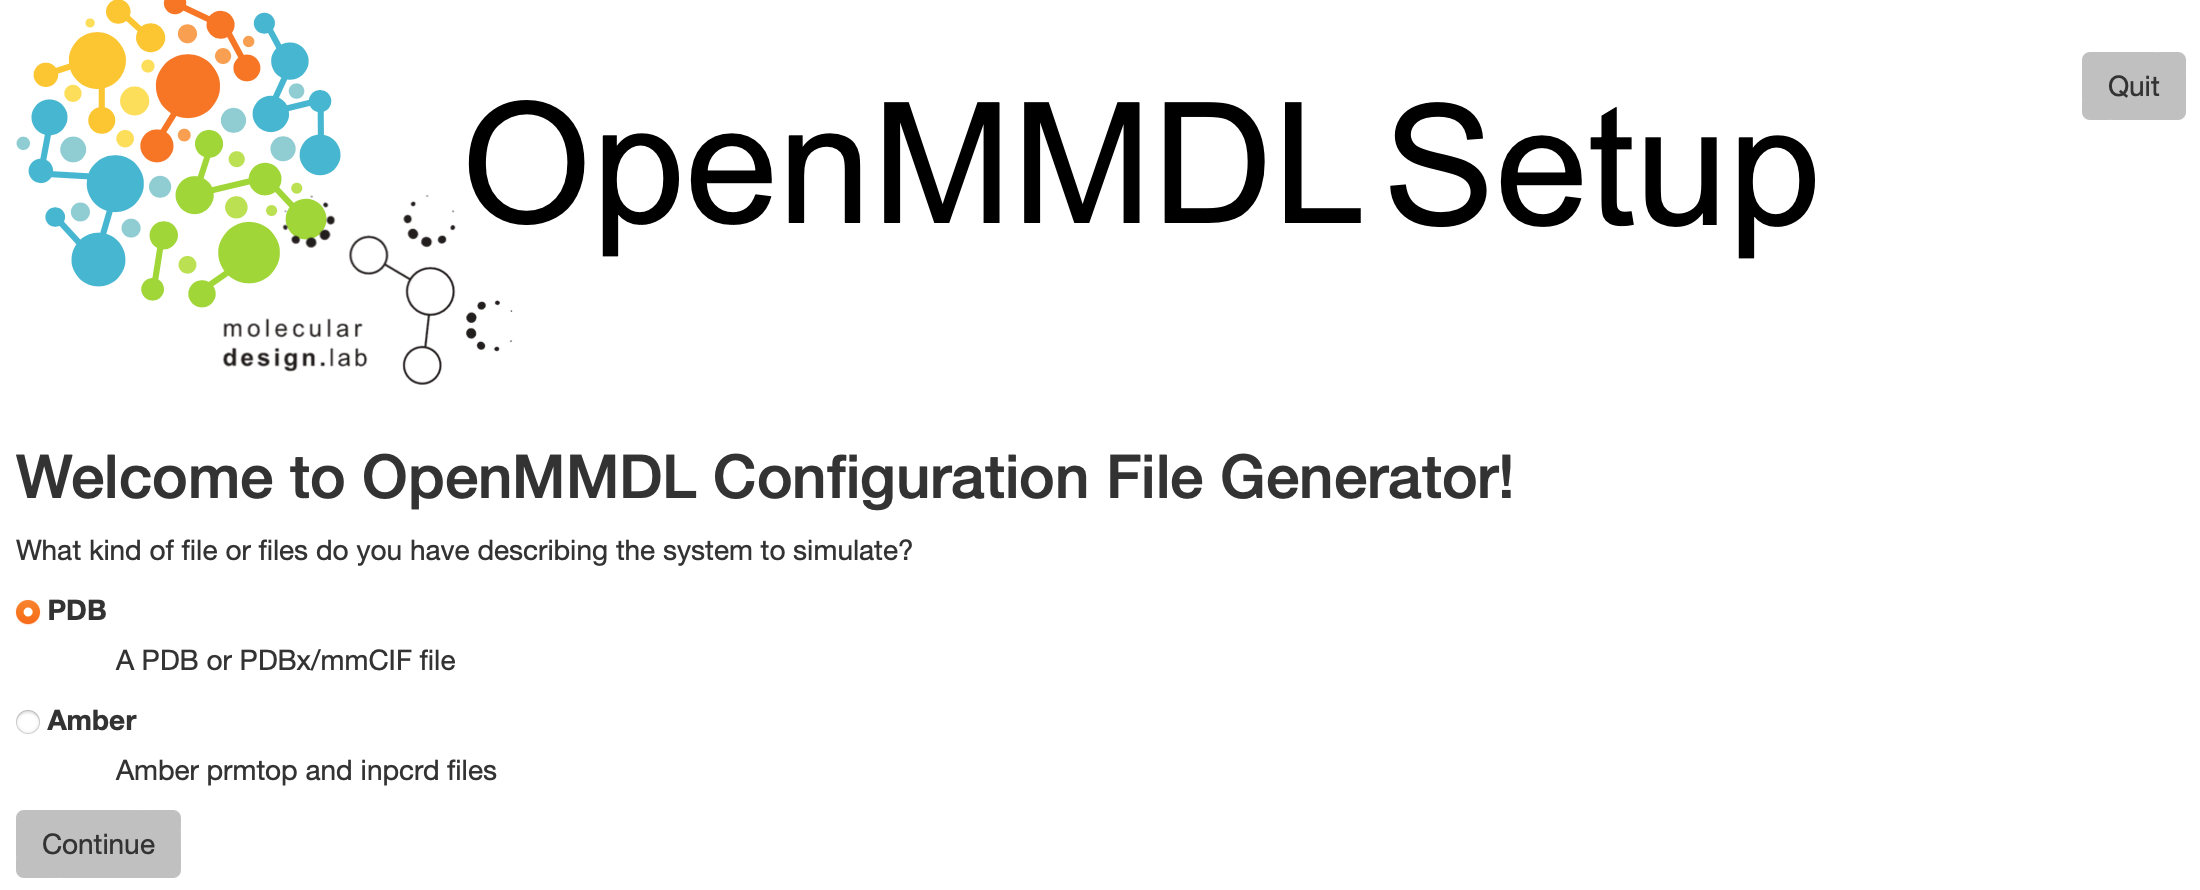 Quit
OpenMMDL Setup
molecular
design.lab
Welcome to OpenMMDL Configuration File Generator!
What kind of file or files do you have describing the system to simulate?
PDB
A PDB or PDBx/mmCIF file
Amber
Amber prmtop and inpcrd files
Continue